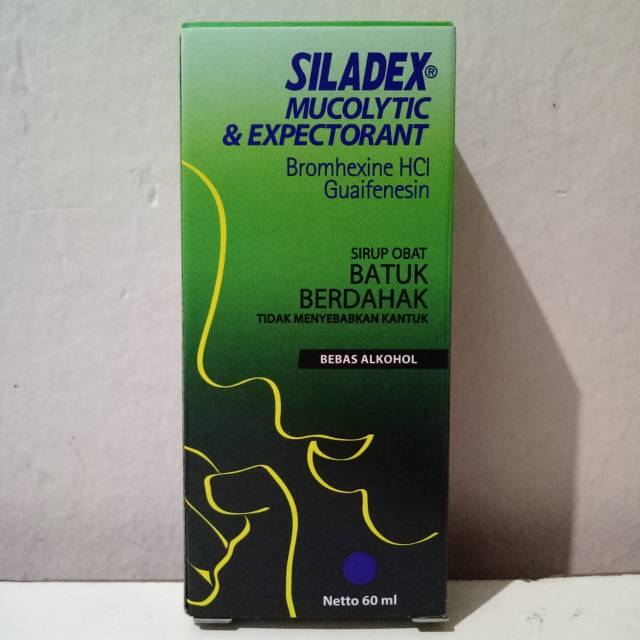 SILADEX®
MUCOLYTIC
& EXPECTORANT
Bromhexine HCl
Guaifenesin
SIRUP OBAT
BATUK
BERDAHAK
TIDAK MENYEBABKAN KANTUK
BEBAS ALKOHOL
Netto 60 ml